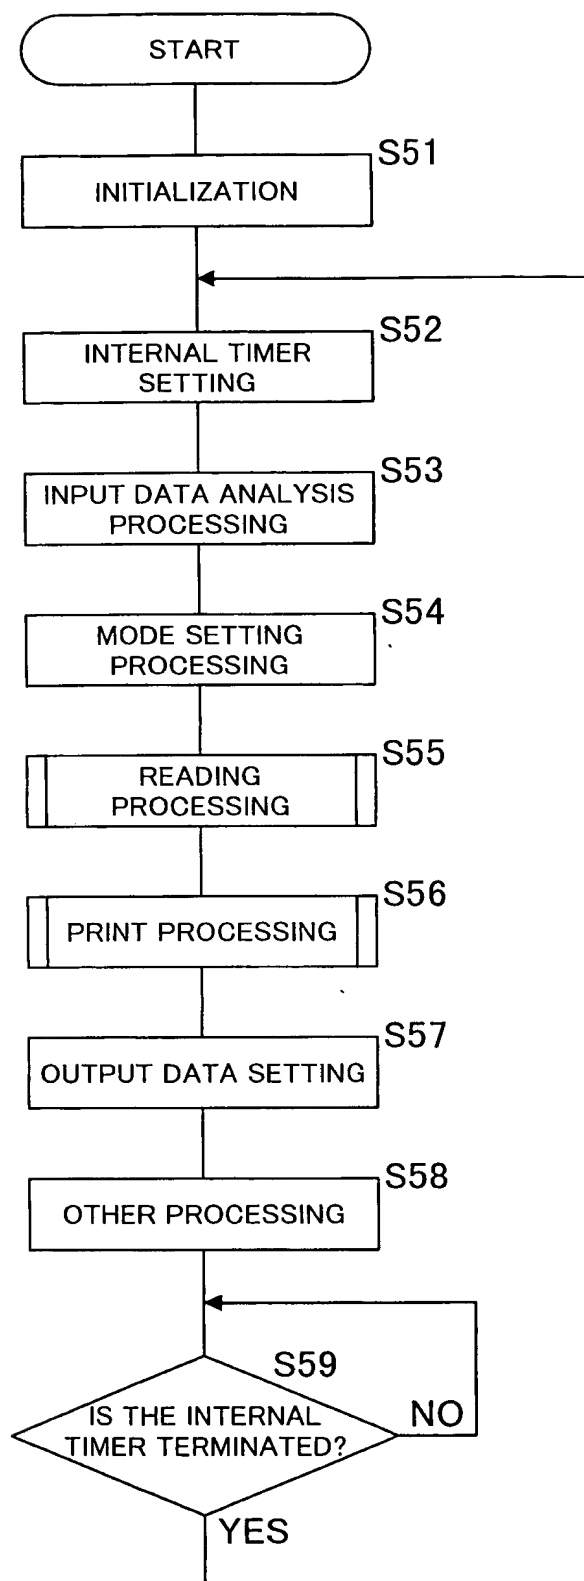 START
S51
INITIALIZATION
S52
INTERNAL TIMER
SETTING
S53
INPUT DATA ANALYSIS
PROCESSING
S54
MODE SETTING
PROCESSING
S55
READING
PROCESSING
S56
PRINT PROCESSING
S57
OUTPUT DATA SETTING
S58
OTHER PROCESSING
S59
IS THE INTERNAL
TIMER TERMINATED?
NO
YES